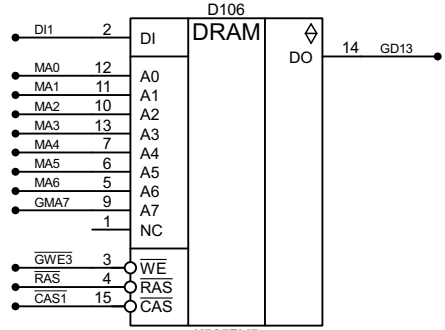 D106
DI1 2 DI DRAM
DO 14 GD13
MA0 12 A0
MA1 11 A1
MA2 10 A2
MA3 13 A3
MA4 7 A4
MA5 6 A5
MA6 5 A6
GMA7 9 A7
1 NC
GWE3 3 WE
RAS 4 RAS
CAS1 15 CAS